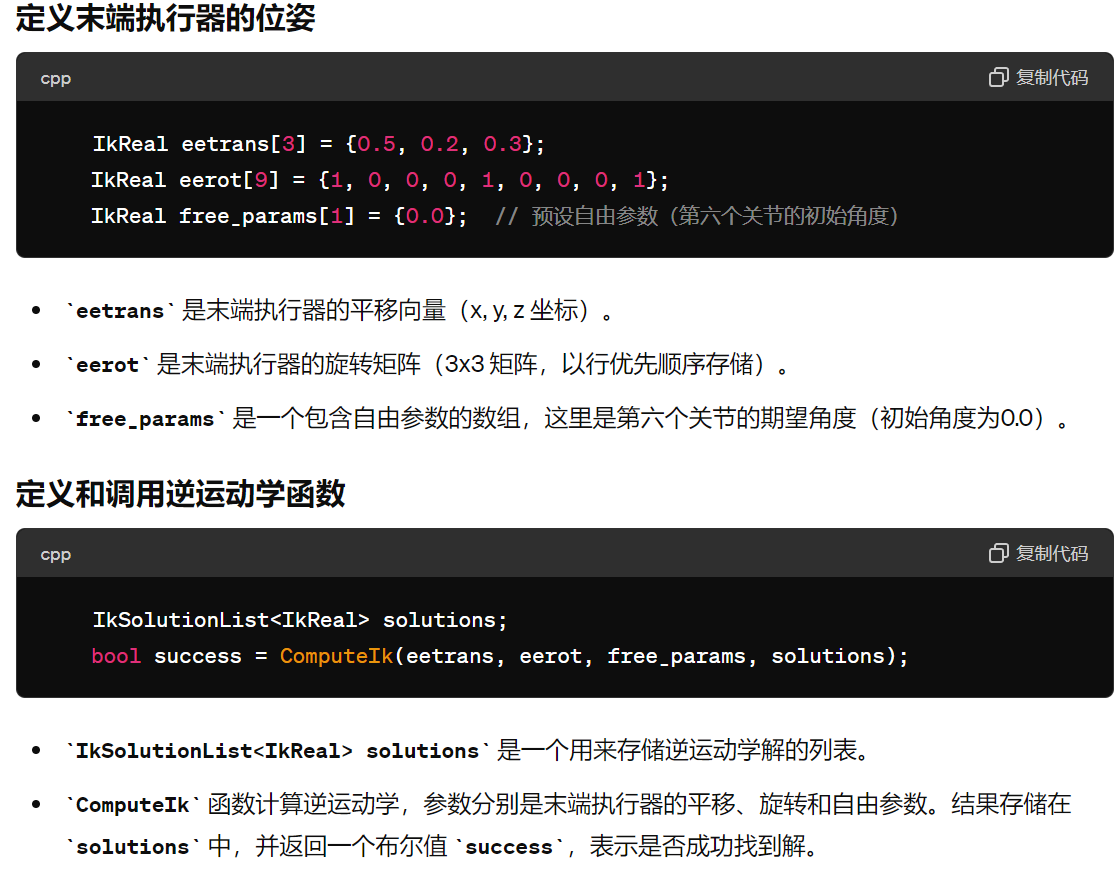 定义末端执行器的位姿
cpp 复制代码
IkReal eetrans[3] = {0.5, 0.2, 0.3};
IkReal eerot[9] = {1, 0, 0, 0, 1, 0, 0, 0, 1};
IkReal free_params[1] = {0.0};  // 预设自由参数（第六个关节的初始角度）
• `eetrans` 是末端执行器的平移向量（x, y, z 坐标）。
• `eerot` 是末端执行器的旋转矩阵（3x3 矩阵，以行优先顺序存储）。
• `free_params` 是一个包含自由参数的数组，这里是第六个关节的期望角度（初始角度为0.0）。
定义和调用逆运动学函数
cpp 复制代码
IkSolutionList<IkReal> solutions;
bool success = ComputeIk(eetrans, eerot, free_params, solutions);
• `IkSolutionList<IkReal> solutions` 是一个用来存储逆运动学解的列表。
• `ComputeIk` 函数计算逆运动学，参数分别是末端执行器的平移、旋转和自由参数。结果存储在
`solutions` 中，并返回一个布尔值 `success`，表示是否成功找到解。